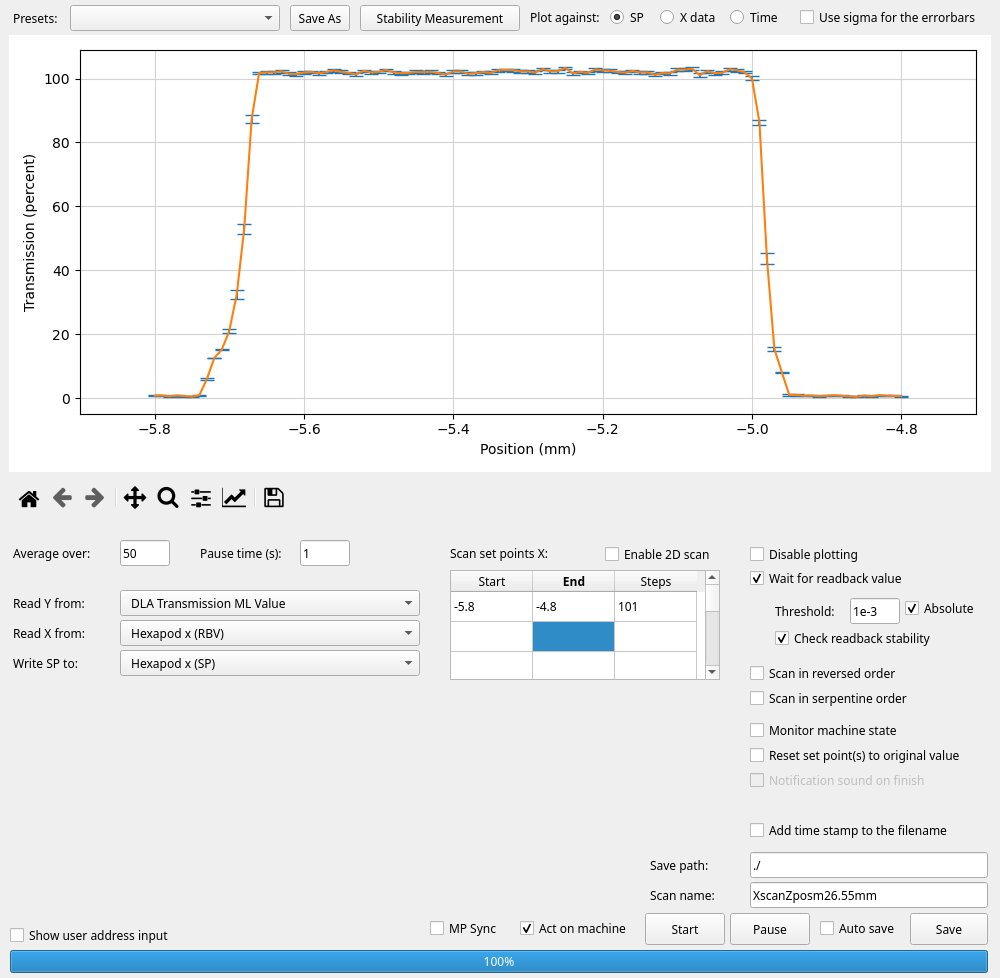 Presets: Save As Stability Measurement Plot against: SP X data Time Use sigma for the errorbars
100
80
60
40
20
0
Transmission (percent)
−5.8 −5.6 −5.4 −5.2 −5.0 −4.8
Position (mm)
Average over: 50 Pause time (s): 1
Read Y from: DLA Transmission ML Value
Read X from: Hexapod x (RBV)
Write SP to: Hexapod x (SP)
Scan set points X: Enable 2D scan
Start End Steps
-5.8 -4.8 101
Disable plotting
Wait for readback value
Threshold: 1e-3 Absolute
Check readback stability
Scan in reversed order
Scan in serpentine order
Monitor machine state
Reset set point(s) to original value
Notification sound on finish
Add time stamp to the filename
Save path: ./
Scan name: XscanZposm26.55mm
Show user address input MP Sync Act on machine Start Pause Auto save Save
100%